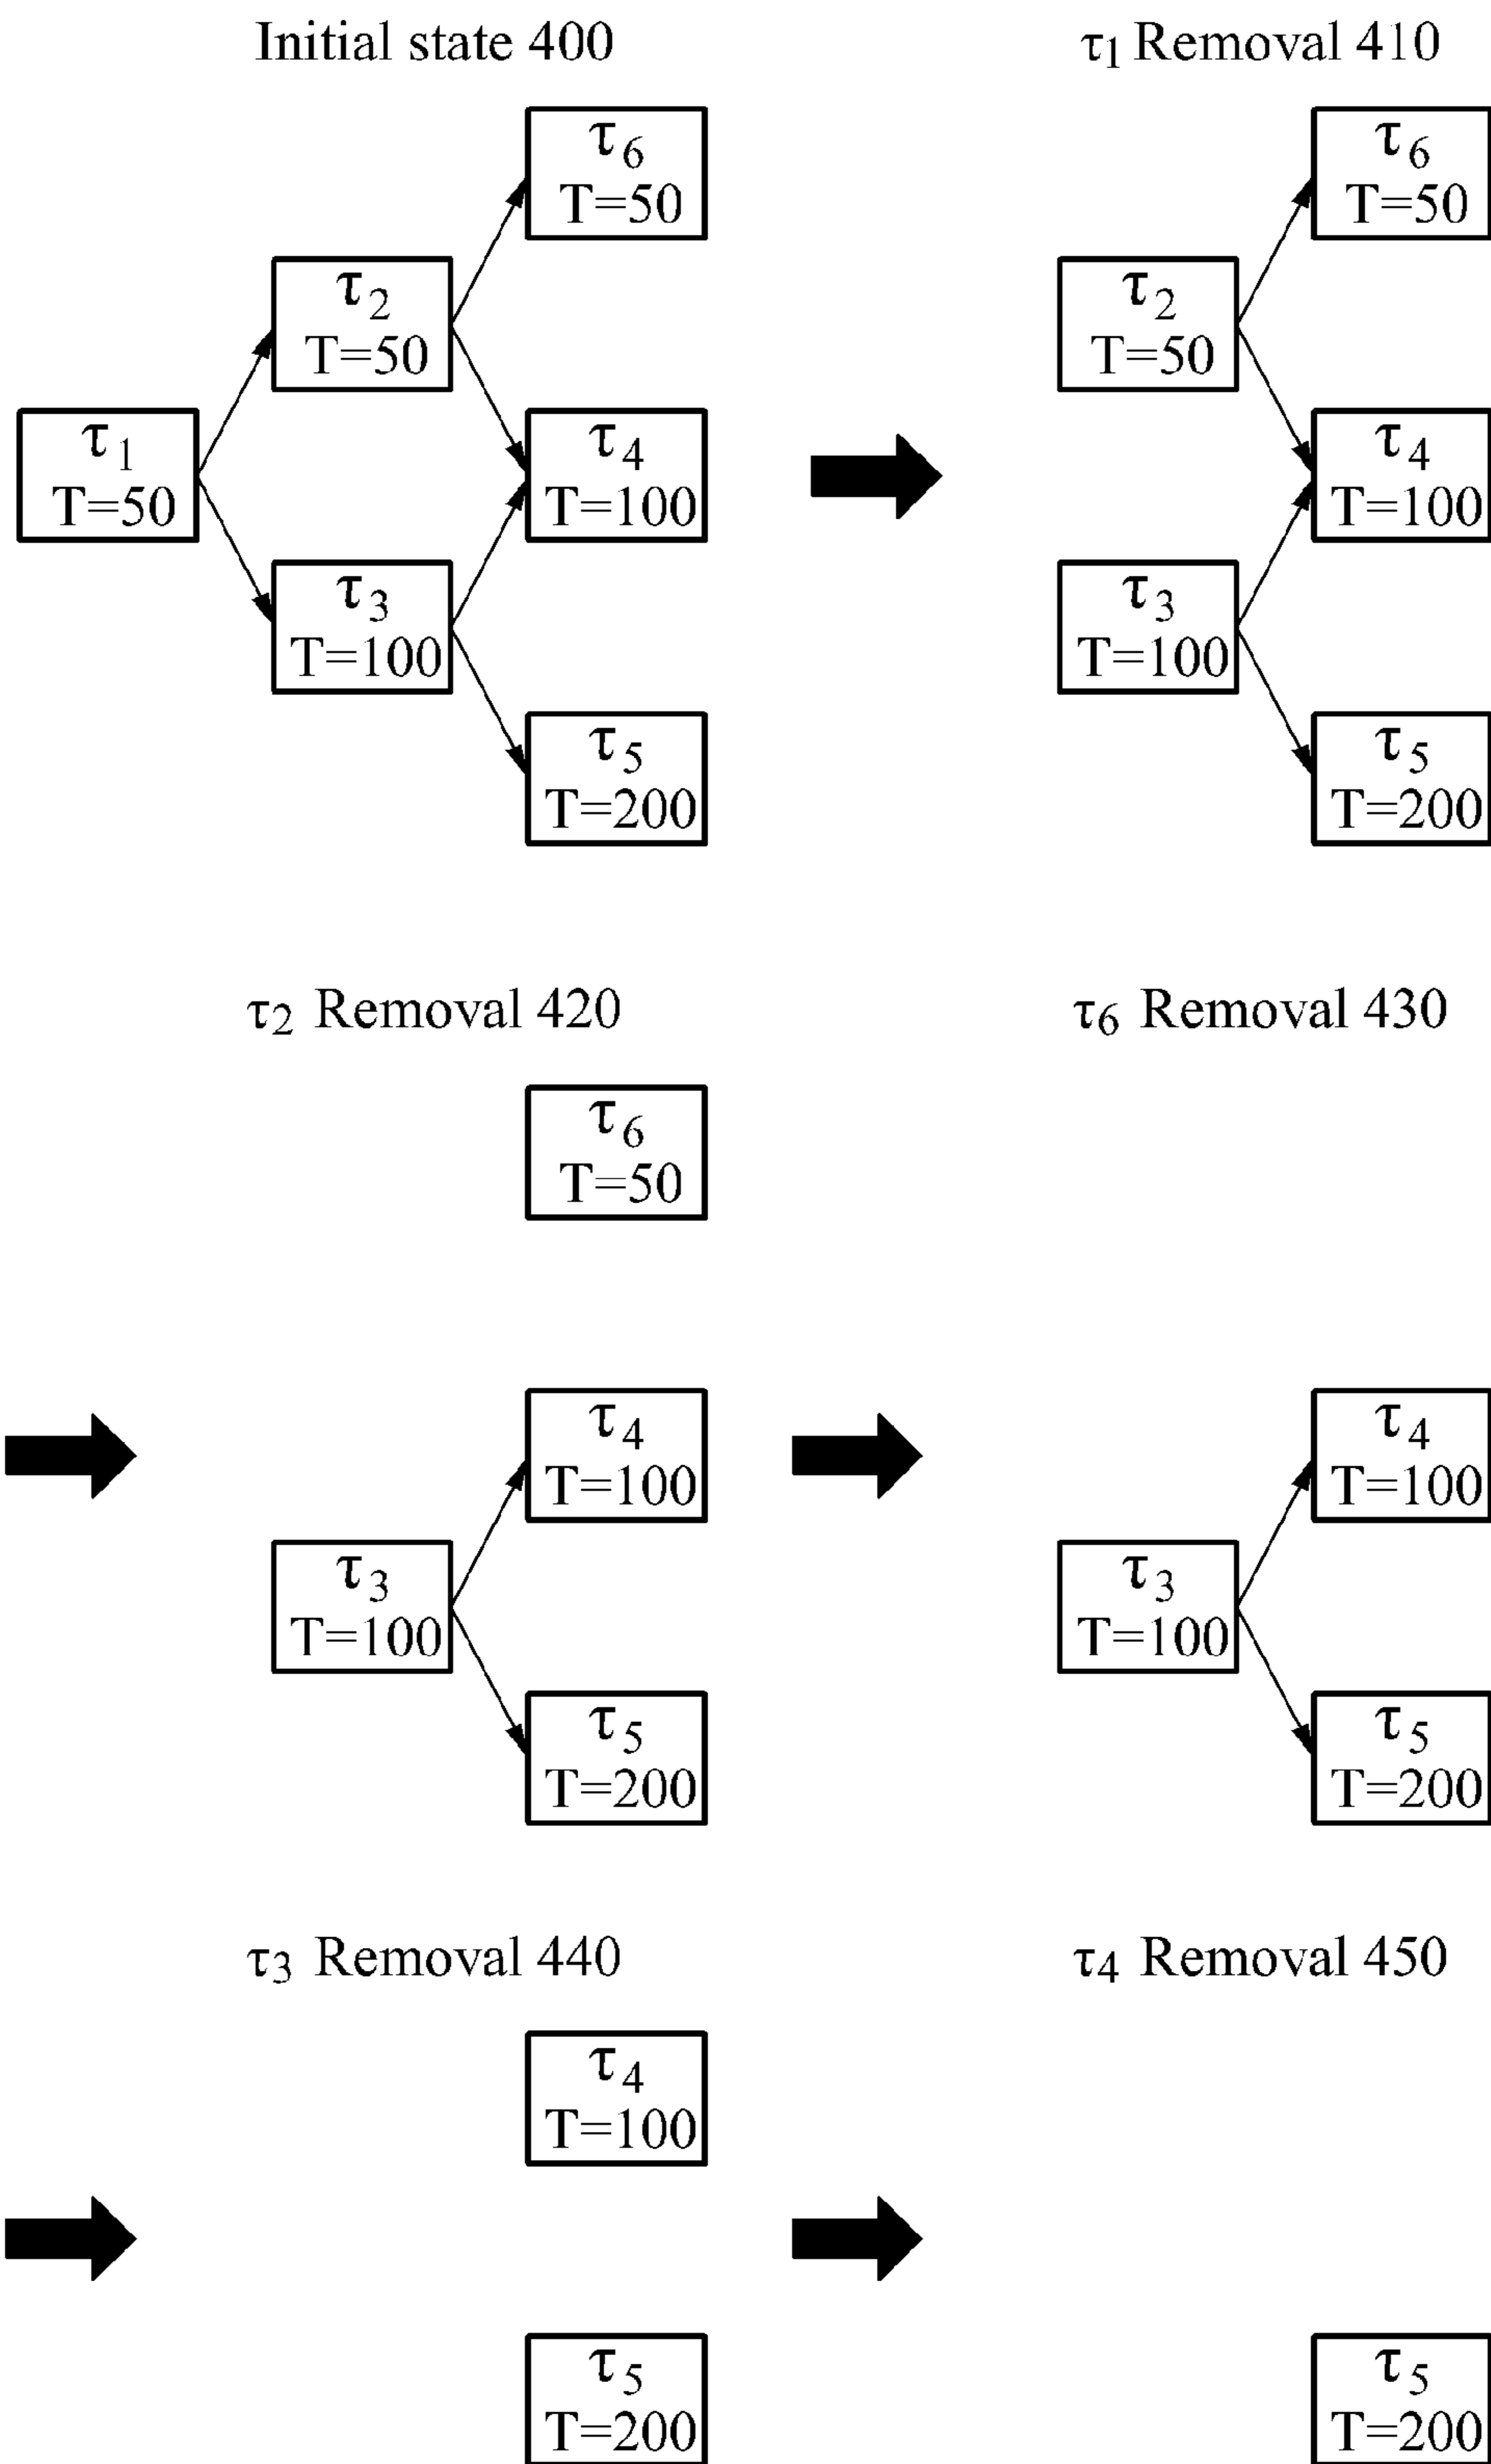 Initial state 400
τ6
T=50
τ2
T=50
τ1
T=50
τ4
T=100
τ3
T=100
τ5
T=200
τ1 Removal 410
τ6
T=50
τ2
T=50
τ4
T=100
τ3
T=100
τ5
T=200
τ2 Removal 420
τ6
T=50
τ4
T=100
τ3
T=100
τ5
T=200
τ6 Removal 430
τ4
T=100
τ3
T=100
τ5
T=200
τ3 Removal 440
τ4
T=100
τ5
T=200
τ4 Removal 450
τ5
T=200